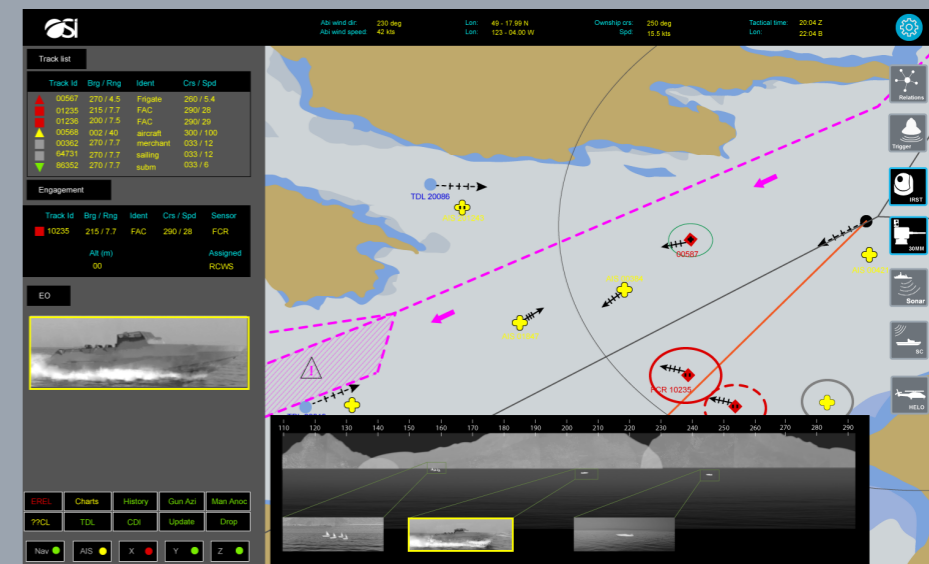 OSI
Abi wind dir: 230 deg Lon: 49 - 17.99 N Ownship crs: 250 deg Tactical time: 20:04 Z
Abi wind speed: 42 kts Lon: 123 - 04.00 W Spd: 15.5 kts Lon: 22:04 B
Track list
Track Id Brg / Rng Ident Crs / Spd
00567 270 / 4.5 Frigate 260 / 5.4
01235 215 / 7.7 FAC 290/ 28
01236 200 / 7.5 FAC 290/ 29
00568 002 / 40 aircraft 300 / 100
00362 270 / 7.7 merchant 033 / 12
64731 270 / 7.7 sailing 033 / 12
86352 270 / 7.7 subm 033 / 6
Engagement
Track Id Brg / Rng Ident Crs / Spd Sensor
10235 215 / 7.7 FAC 290 / 28 FCR
Alt (m) Assigned
00 RCWS
EO
EREL Charts History Gun Azi Man Anoc
??CL TDL CDI Update Drop
Nav AIS X Y Z
TDL 20086
00587
FCR 10235
Relations
Trigger
IRST
30MM
Sonar
SC
HELO
110 120 130 140 150 160 170 180 190 200 210 220 230 240 250 260 270 280 290